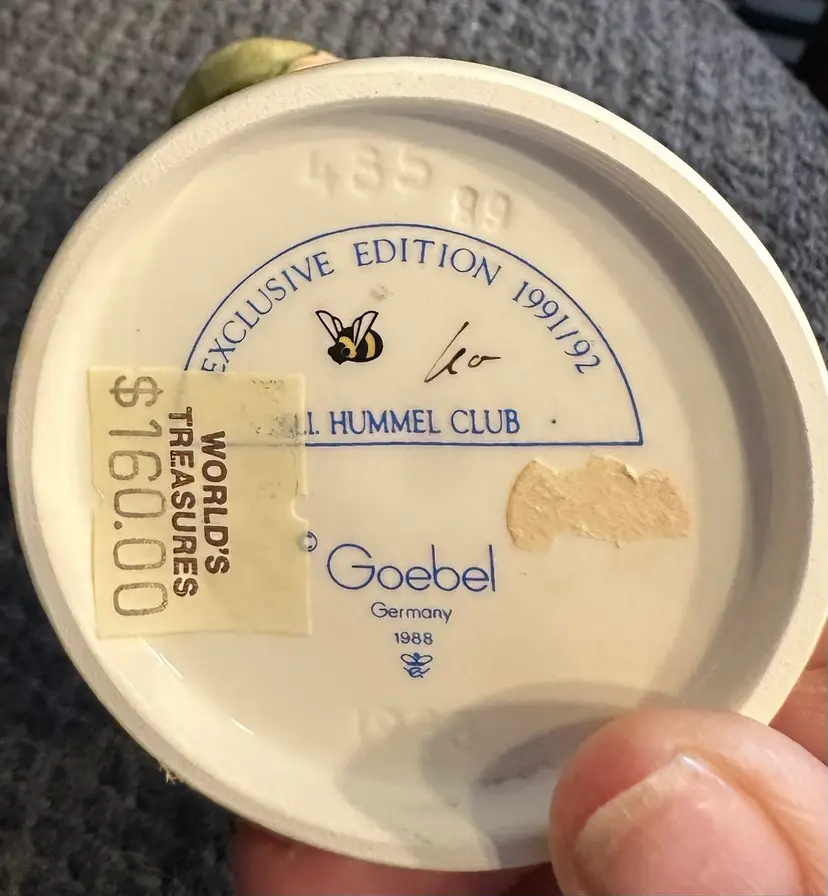 485 89
EXCLUSIVE EDITION 1991/92
.I. HUMMEL CLUB
WORLD'S
TREASURES
$160.00
© Goebel
Germany
1988